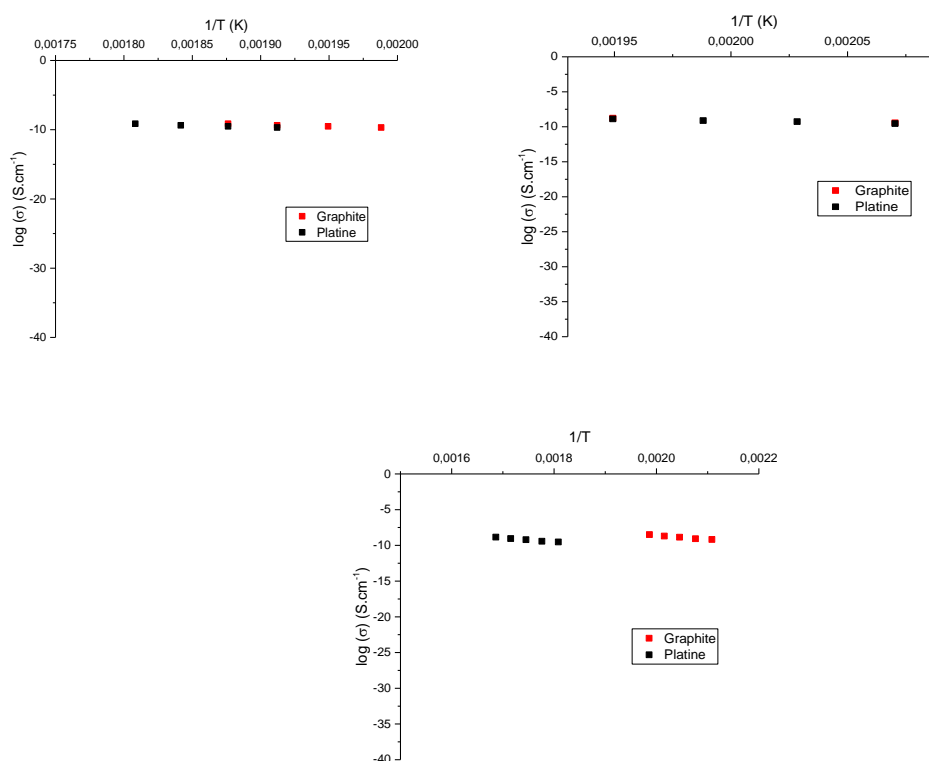 1/T (K)
0,00175 0,00180 0,00185 0,00190 0,00195 0,00200
0
-10
-20
-30
-40
log (σ) (S.cm⁻¹)
Graphite
Platine
1/T (K)
0,00195 0,00200 0,00205
0
-5
-10
-15
-20
-25
-30
-35
-40
log (σ) (S.cm⁻¹)
Graphite
Platine
1/T
0,0016 0,0018 0,0020 0,0022
0
-5
-10
-15
-20
-25
-30
-35
-40
log (σ) (S.cm⁻¹)
Graphite
Platine